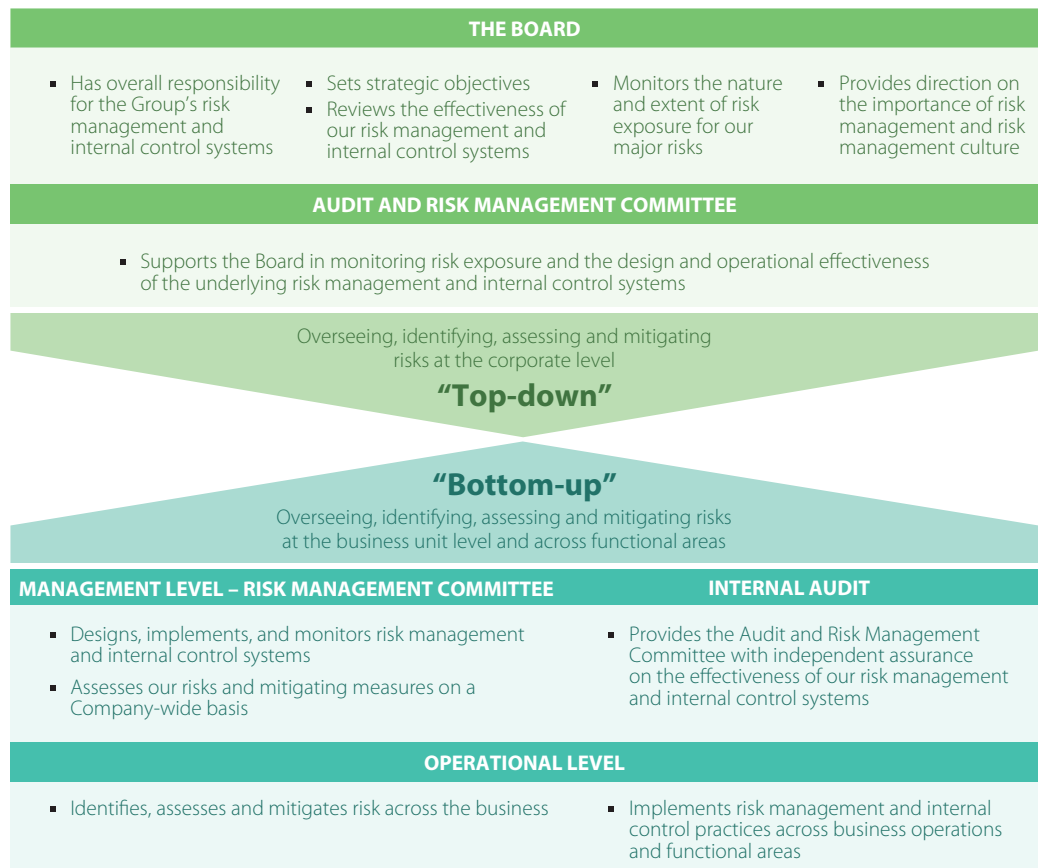 THE BOARD
▪ Has overall responsibility
for the Group's risk
management and
internal control systems
▪ Sets strategic objectives
▪ Reviews the effectiveness of
our risk management and
internal control systems
▪ Monitors the nature
and extent of risk
exposure for our
major risks
▪ Provides direction on
the importance of risk
management and risk
management culture
AUDIT AND RISK MANAGEMENT COMMITTEE
▪ Supports the Board in monitoring risk exposure and the design and operational effectiveness
of the underlying risk management and internal control systems
Overseeing, identifying, assessing and mitigating
risks at the corporate level
“Top-down”
“Bottom-up”
Overseeing, identifying, assessing and mitigating risks
at the business unit level and across functional areas
MANAGEMENT LEVEL – RISK MANAGEMENT COMMITTEE
▪ Designs, implements, and monitors risk management
and internal control systems
▪ Assesses our risks and mitigating measures on a
Company-wide basis
INTERNAL AUDIT
▪ Provides the Audit and Risk Management
Committee with independent assurance
on the effectiveness of our risk management
and internal control systems
OPERATIONAL LEVEL
▪ Identifies, assesses and mitigates risk across the business
▪ Implements risk management and internal
control practices across business operations
and functional areas